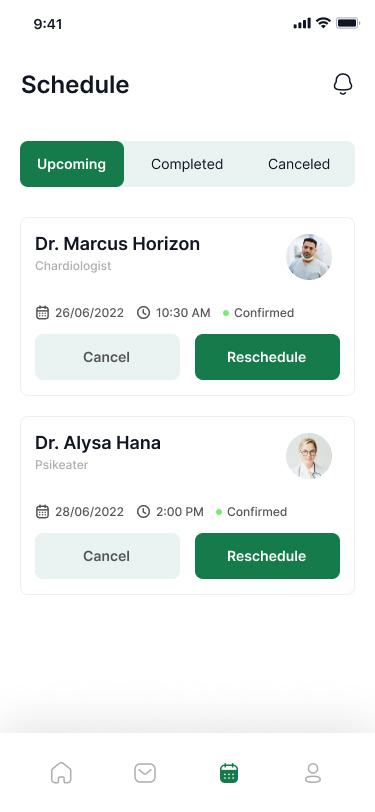 9:41
Schedule
Upcoming Completed Canceled
Dr. Marcus Horizon
Chardiologist
26/06/2022 10:30 AM Confirmed
Cancel Reschedule
Dr. Alysa Hana
Psikeater
28/06/2022 2:00 PM Confirmed
Cancel Reschedule